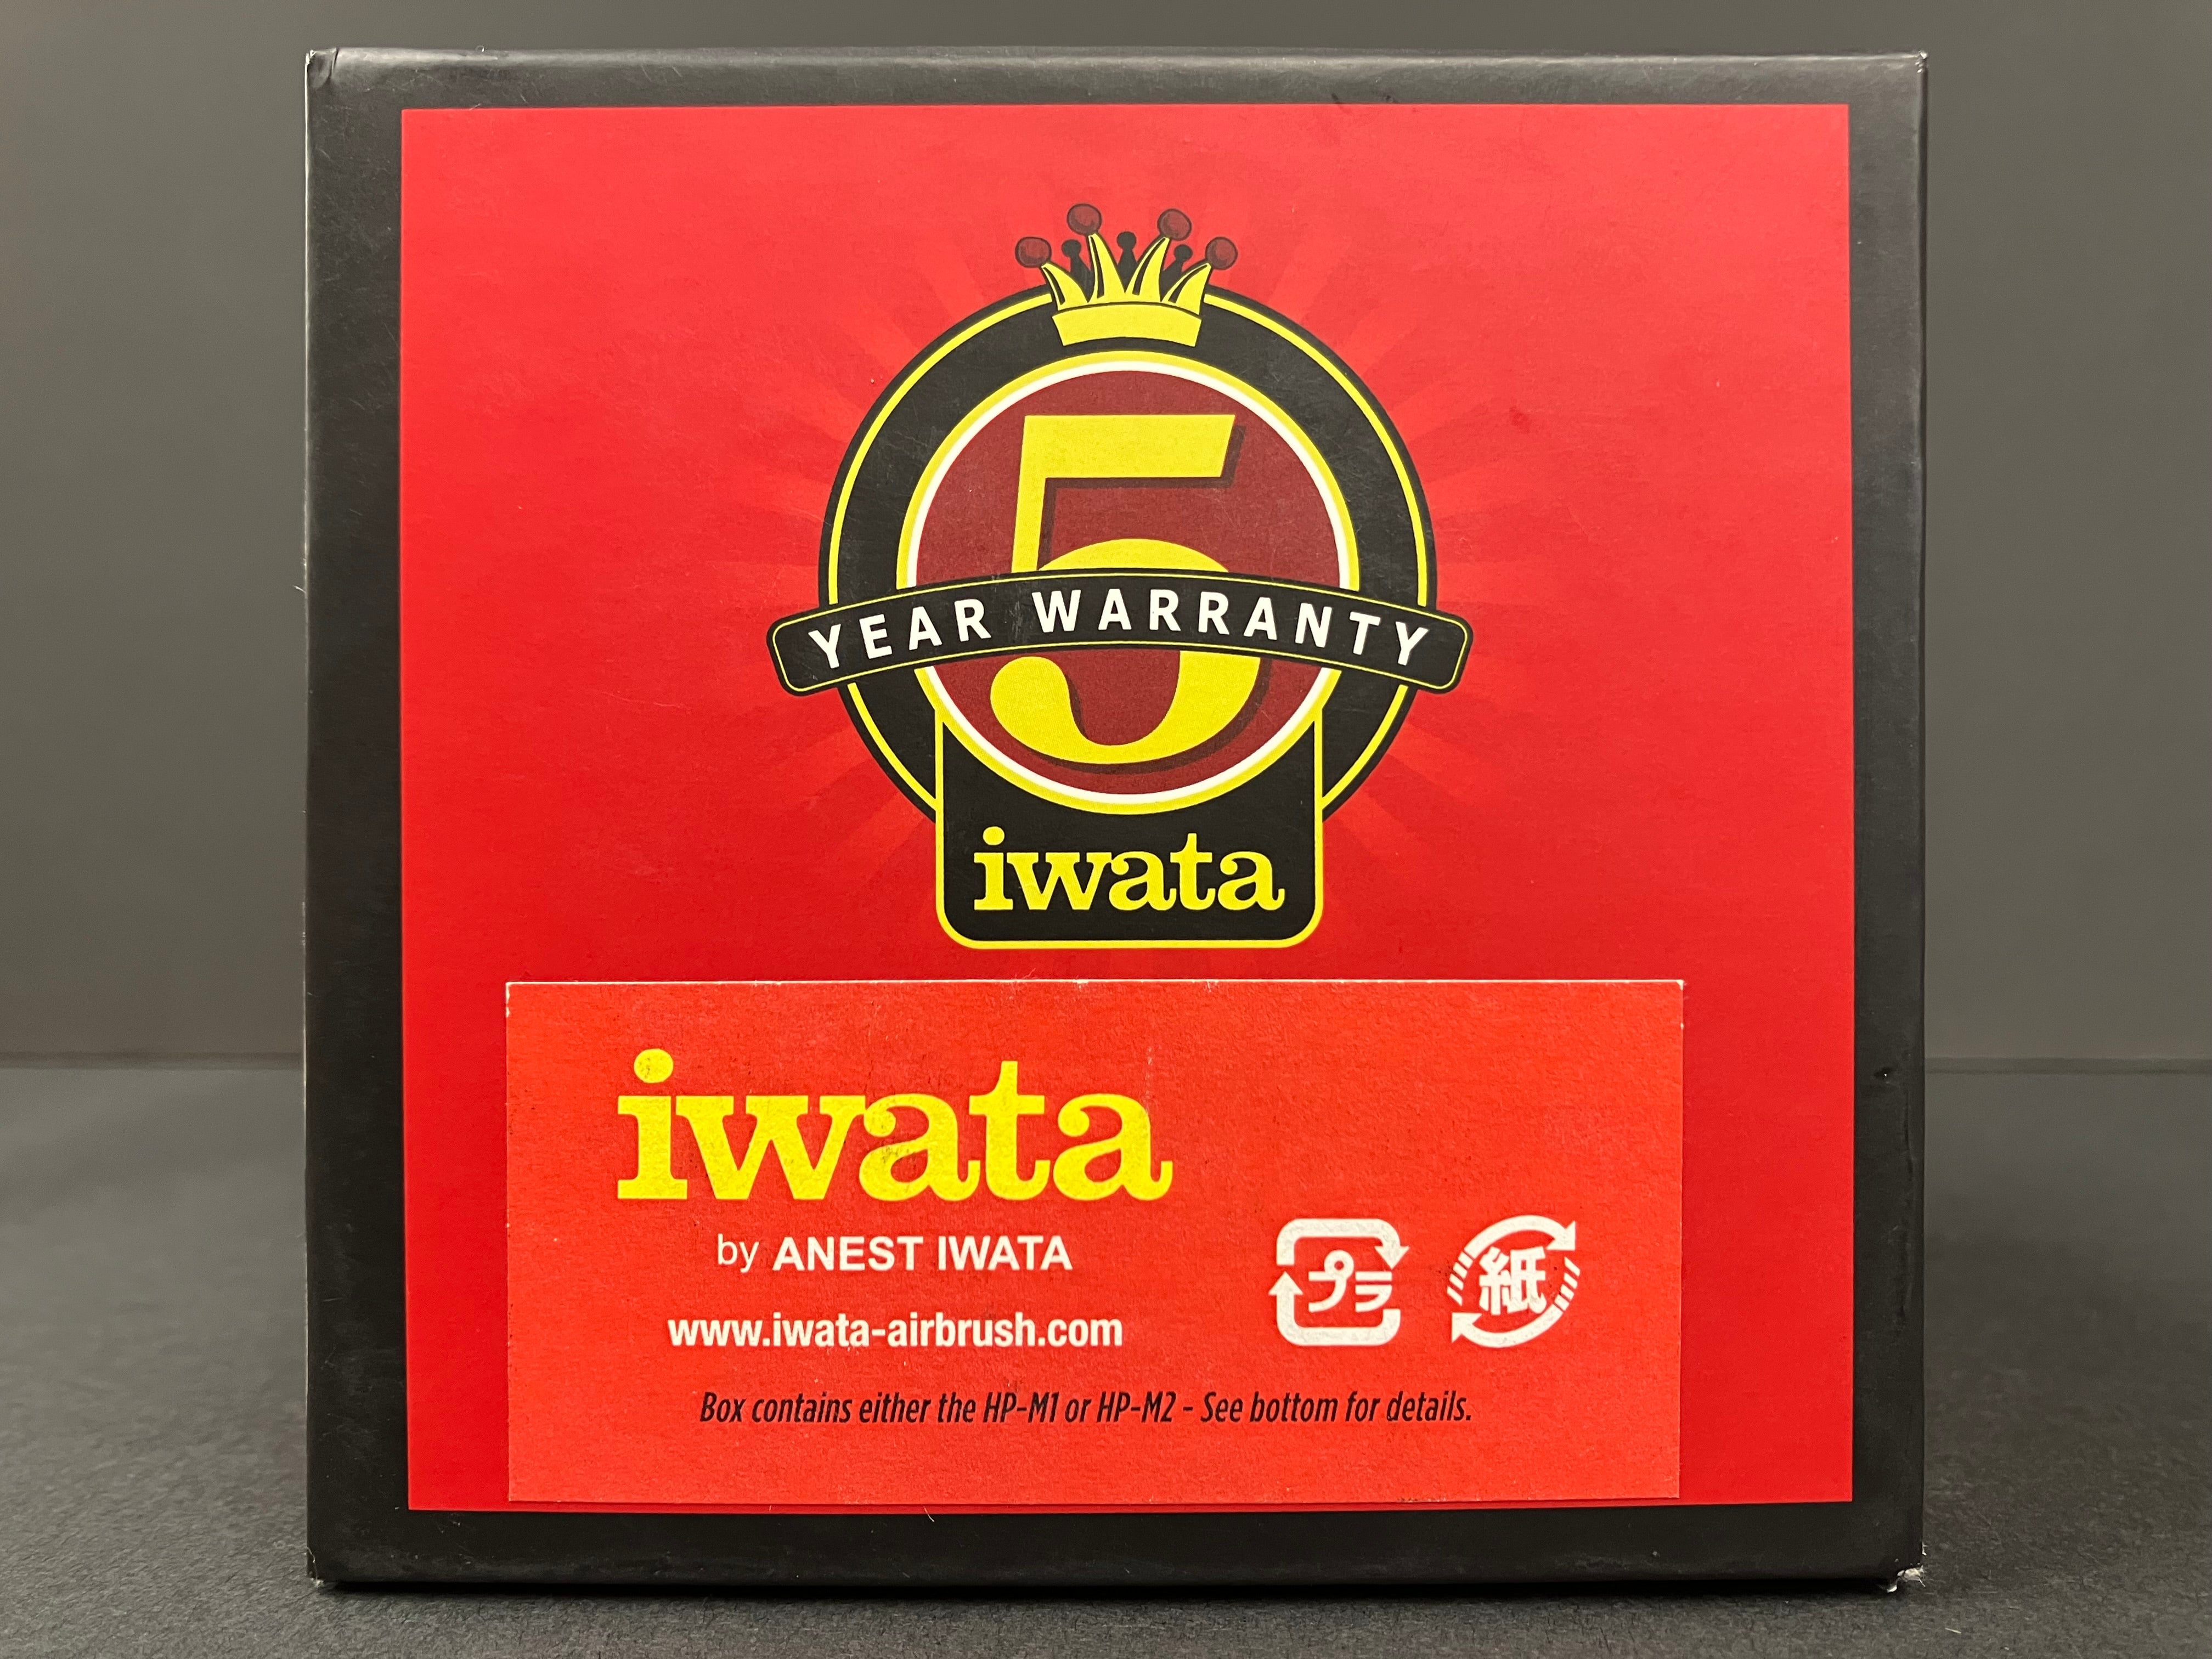 5
YEAR WARRANTY
iwata
iwata
by ANEST IWATA
www.iwata-airbrush.com
プラ
紙
Box contains either the HP-M1 or HP-M2 - See bottom for details.